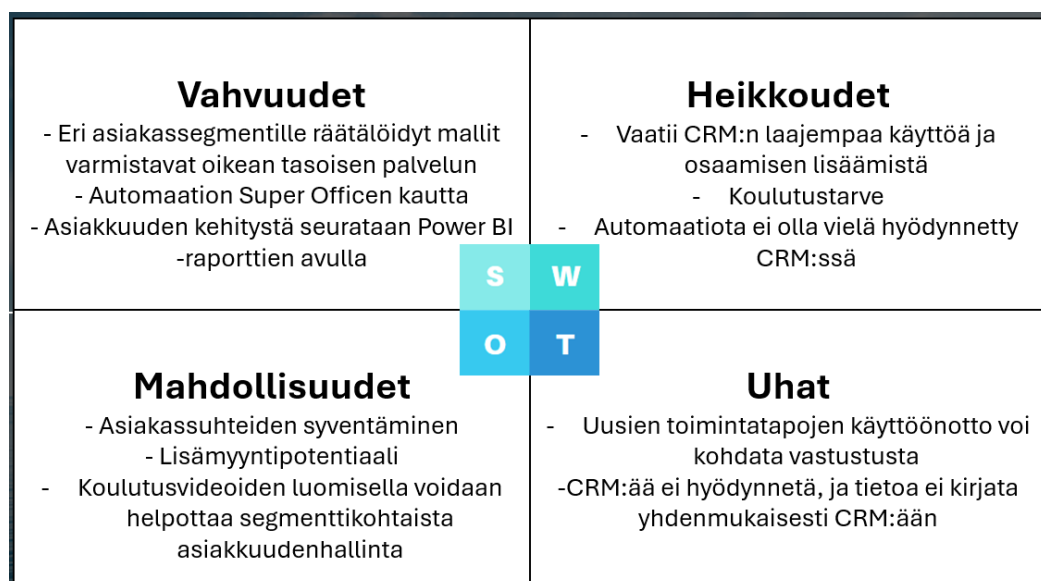 Vahvuudet
- Eri asiakassegmentille räätälöidyt mallit
varmistavat oikean tasoisen palvelun
- Automaation Super Officen kautta
- Asiakkuuden kehitystä seurataan Power BI
-raporttien avulla
Heikkoudet
- Vaatii CRM:n laajempaa käyttöä ja
osaamisen lisäämistä
- Koulutustarve
- Automaatiota ei olla vielä hyödynnetty
CRM:ssä
S W
O T
Mahdollisuudet
- Asiakassuhteiden syventäminen
- Lisämyyntipotentiaali
- Koulutusvideoiden luomisella voidaan
helpottaa segmenttikohtaista
asiakkuudenhallinta
Uhat
- Uusien toimintatapojen käyttöönotto voi
kohdata vastustusta
-CRM:ää ei hyödynnetä, ja tietoa ei kirjata
yhdenmukaisesti CRM:ään